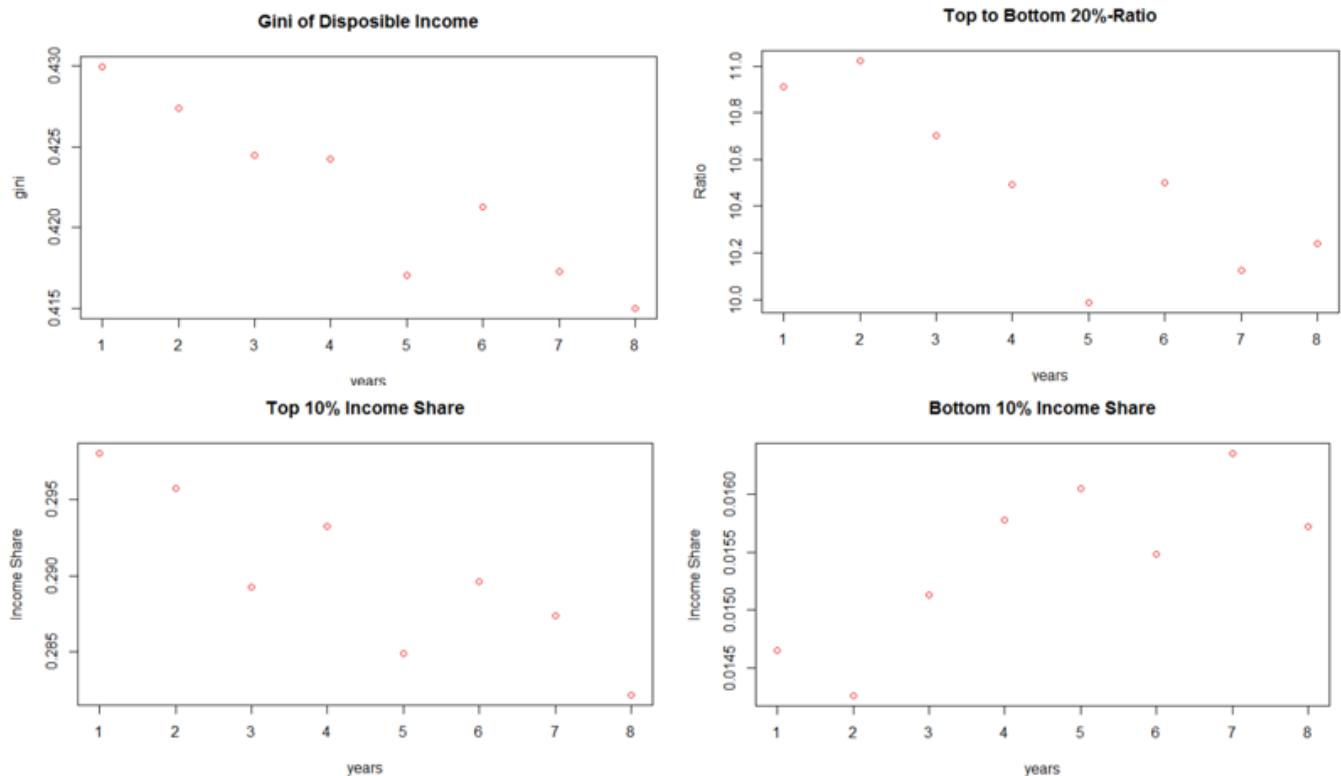 Gini of Disposible Income
gini
0.430
0.425
0.420
0.415
1 2 3 4 5 6 7 8
years
Top to Bottom 20%-Ratio
Ratio
11.0
10.8
10.6
10.4
10.2
10.0
1 2 3 4 5 6 7 8
years
Top 10% Income Share
Income Share
0.295
0.290
0.285
1 2 3 4 5 6 7 8
years
Bottom 10% Income Share
Income Share
0.0160
0.0155
0.0150
0.0145
1 2 3 4 5 6 7 8
years